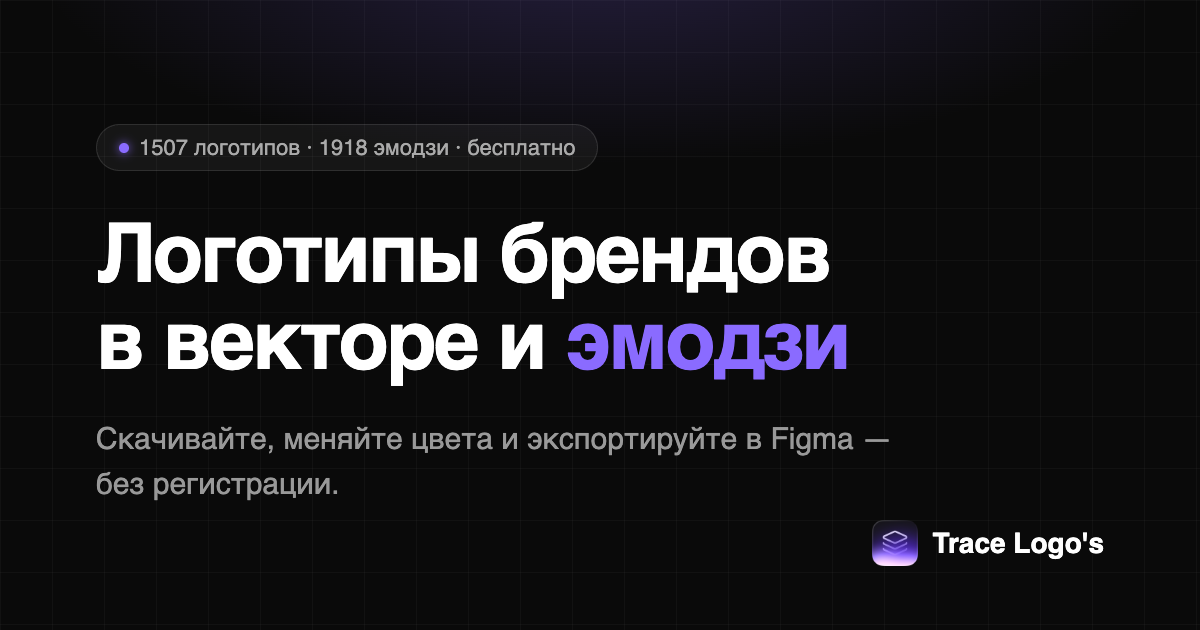 1507 логотипов · 1918 эмодзи · бесплатно
Логотипы брендов
в векторе и эмодзи
Скачивайте, меняйте цвета и экспортируйте в Figma —
без регистрации.
Trace Logo's